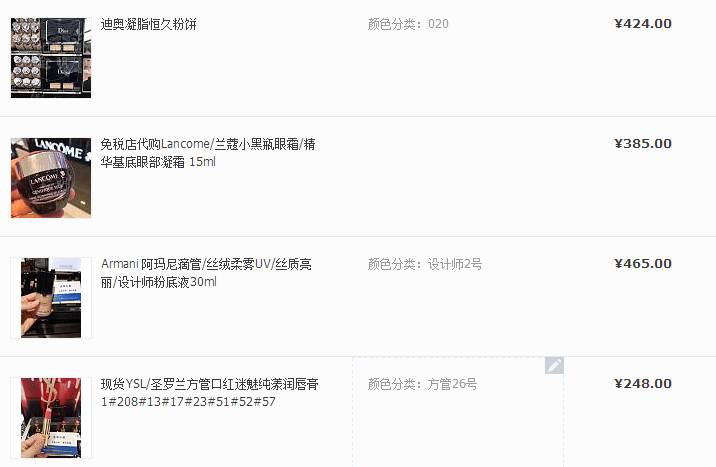 迪奥凝脂恒久粉饼
颜色分类：020
¥424.00
免税店代购Lancome/兰蔻小黑瓶眼霜/精
华基底眼部凝霜 15ml
¥385.00
LANCÔME
LANCÔME
GENIFIQUE YEUX
Armani 阿玛尼滴管/丝绒柔雾UV/丝质亮
丽/设计师粉底液30ml
颜色分类：设计师2号
¥465.00
现货YSL/圣罗兰方管口红迷魅纯漾润唇膏
1#208#13#17#23#51#52#57
颜色分类：方管26号
¥248.00